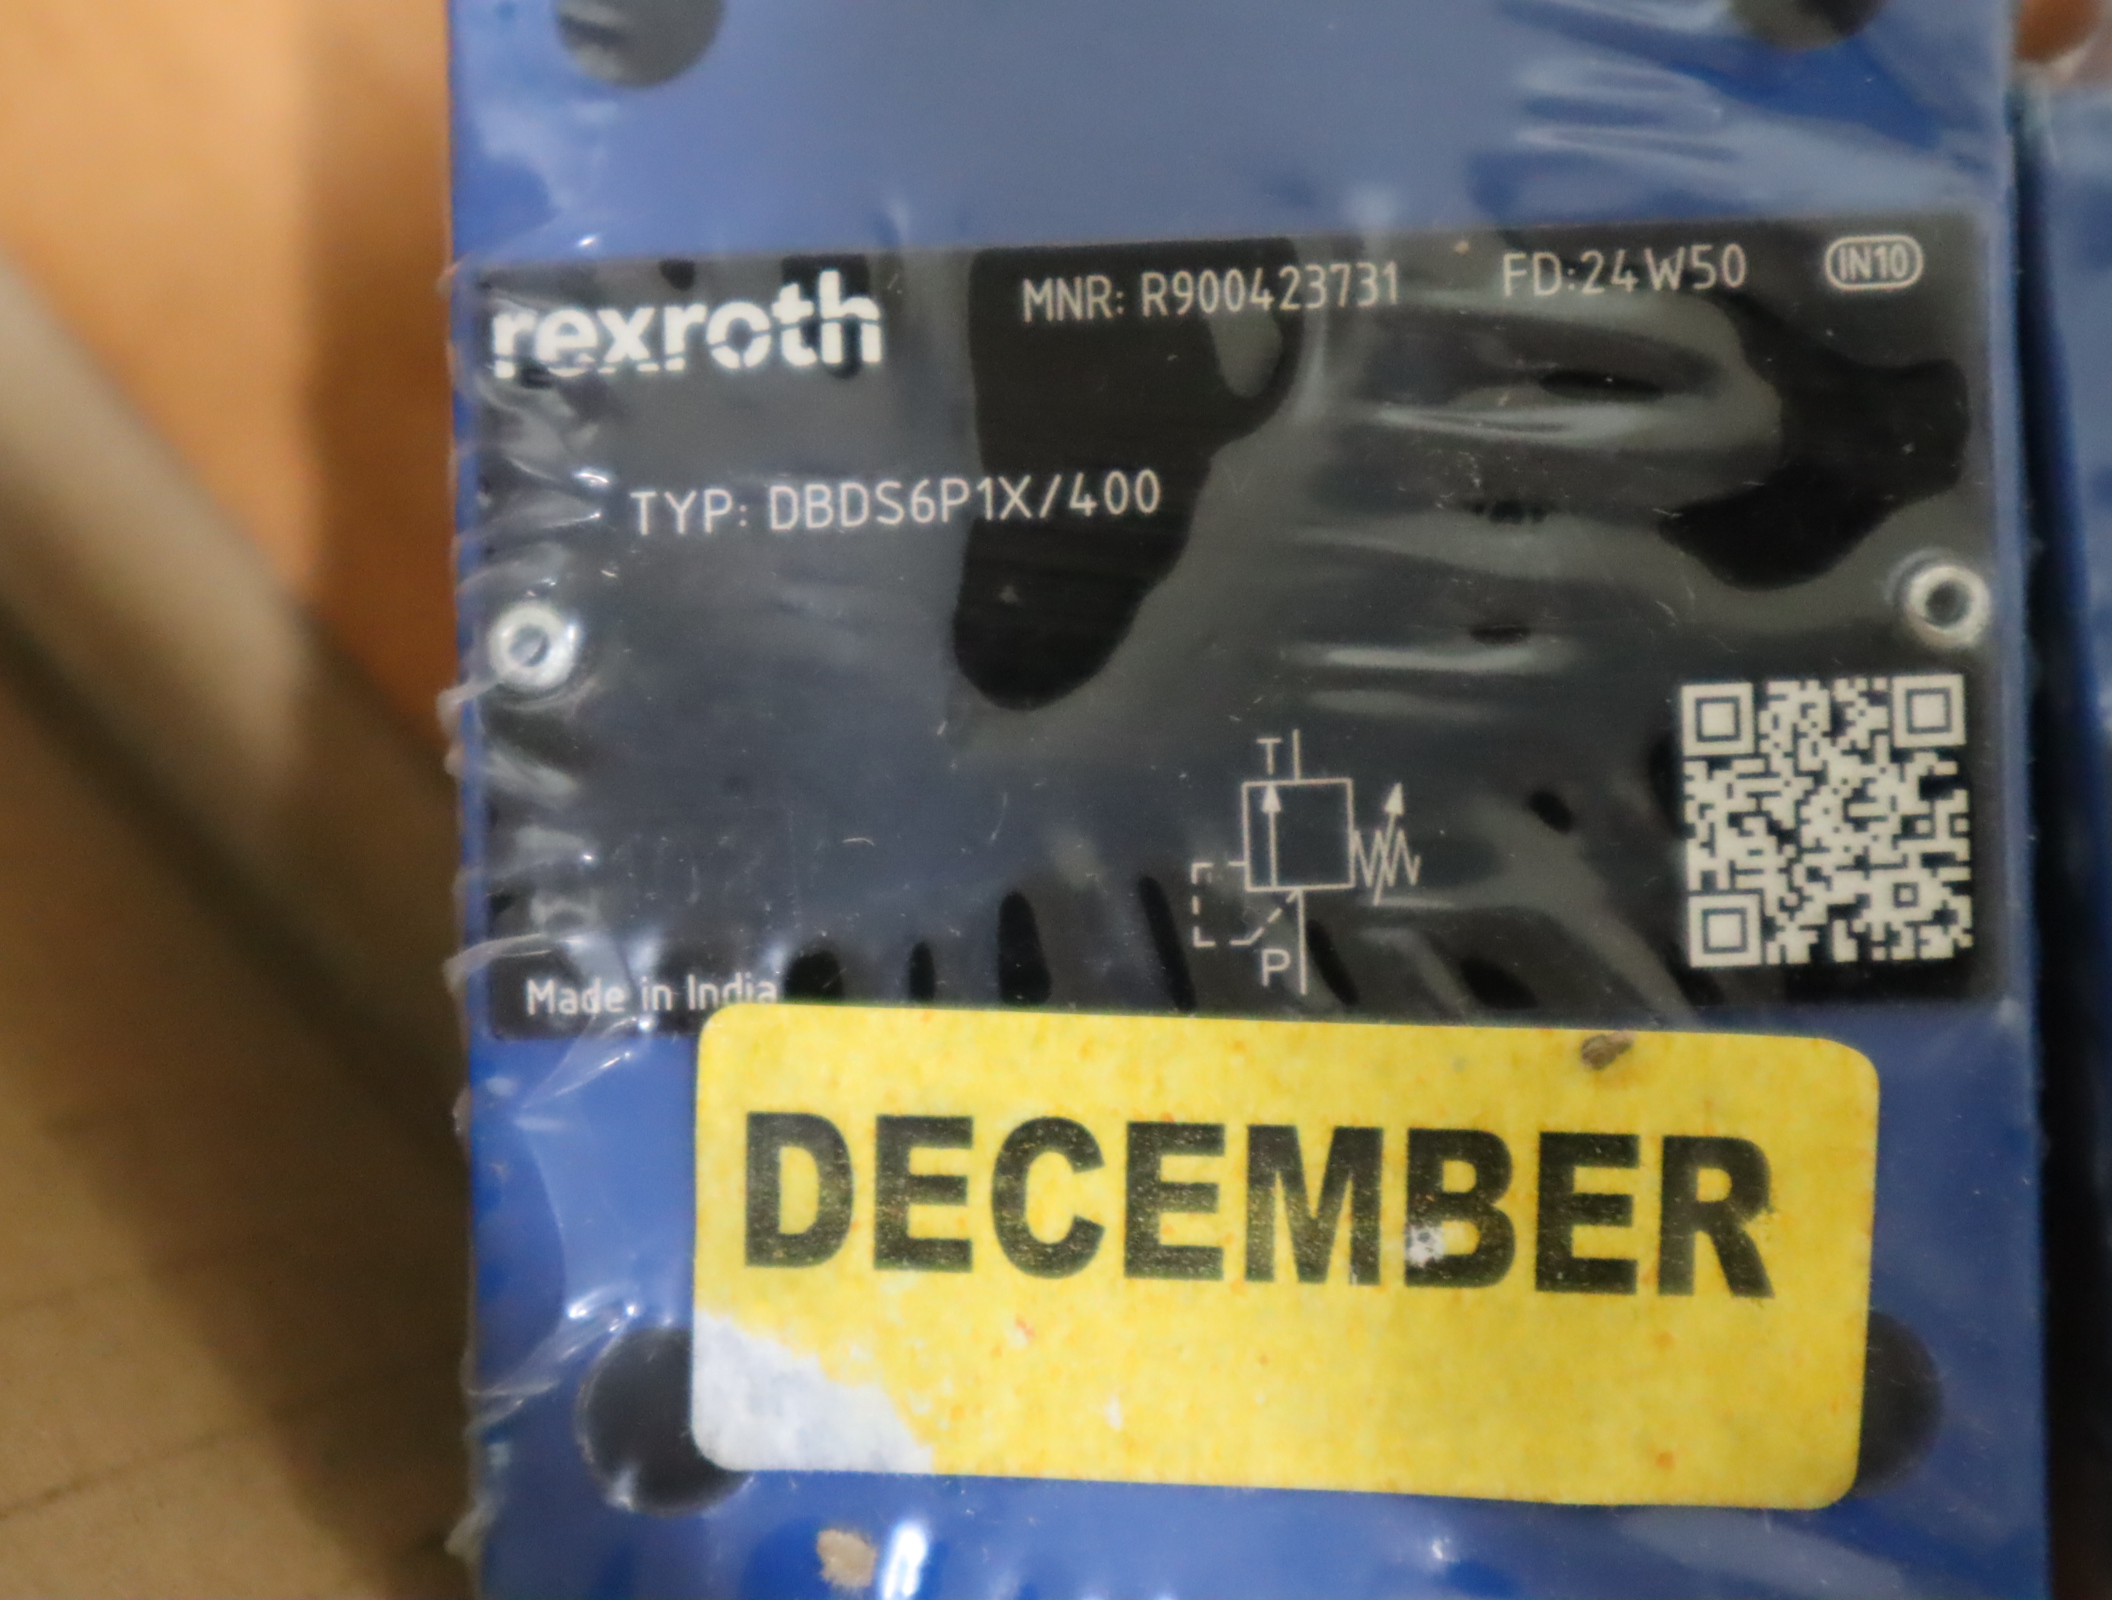 rexroth MNR: R900423731 FD:24W50 IN10
TYP: DBDS6P1X/400
T
P
Made in India
DECEMBER